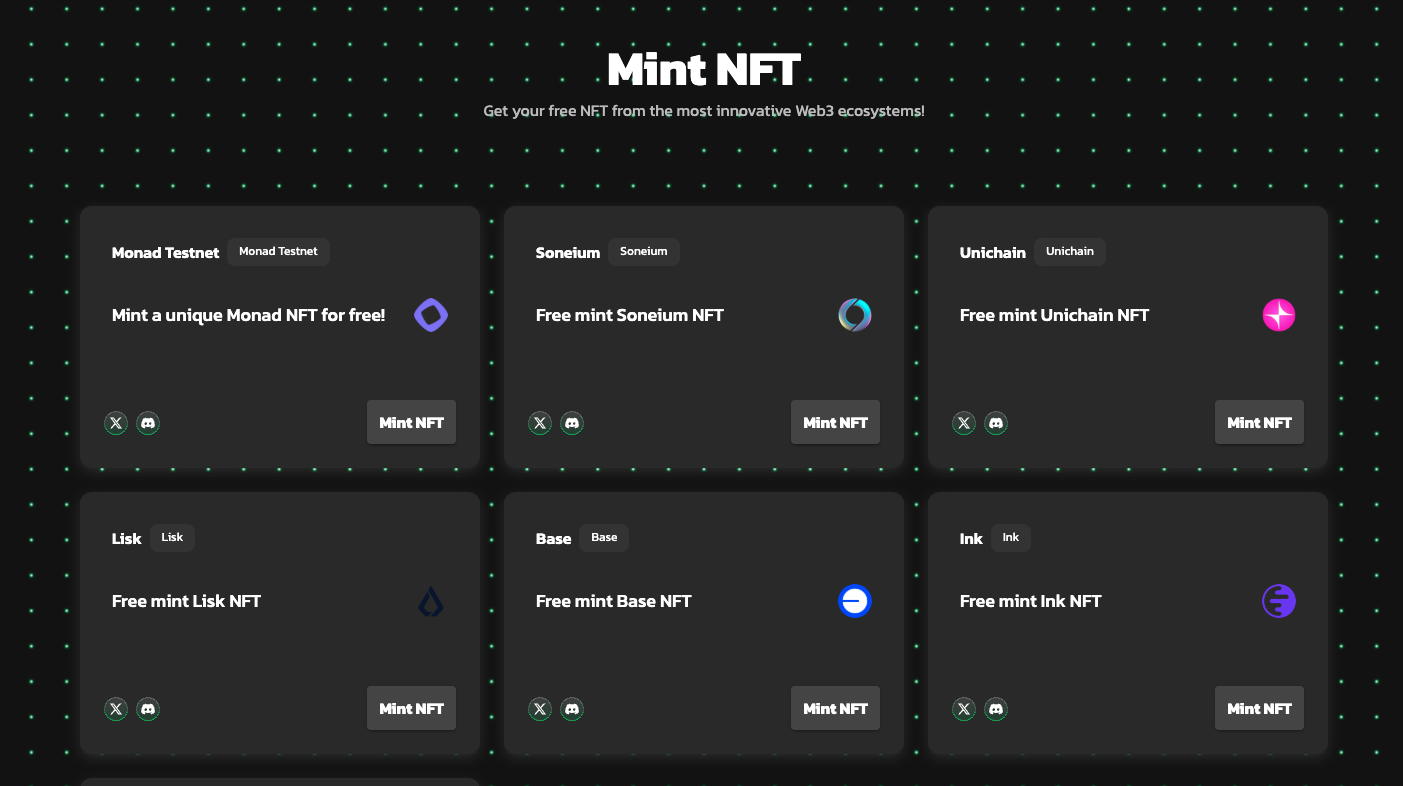 Mint NFT
Get your free NFT from the most innovative Web3 ecosystems!
Monad Testnet Monad Testnet
Mint a unique Monad NFT for free!
Mint NFT
Soneium Soneium
Free mint Soneium NFT
Mint NFT
Unichain Unichain
Free mint Unichain NFT
Mint NFT
Lisk Lisk
Free mint Lisk NFT
Mint NFT
Base Base
Free mint Base NFT
Mint NFT
Ink Ink
Free mint Ink NFT
Mint NFT